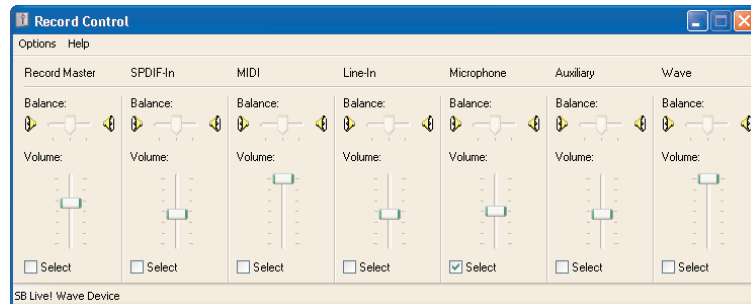 Record Control
Options Help
Record Master SPDIF-In MIDI Line-In Microphone Auxiliary Wave
Balance: Balance: Balance: Balance: Balance: Balance: Balance:
Volume: Volume: Volume: Volume: Volume: Volume: Volume:
Select Select Select Select Select Select Select
SB Live! Wave Device